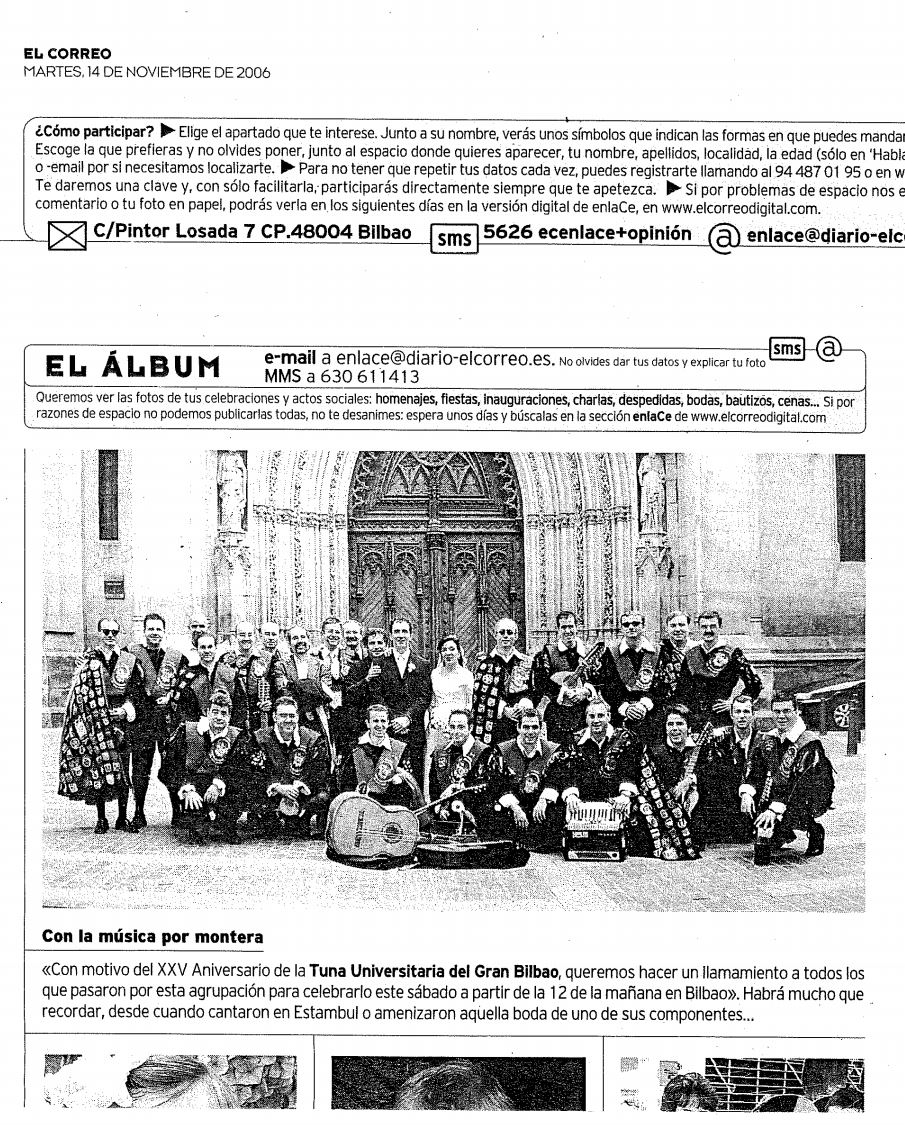 EL CORREO
MARTES, 14 DE NOVIEMBRE DE 2006
¿Cómo participar? ▶ Elige el apartado que te interese. Junto a su nombre, verás unos símbolos que indican las formas en que puedes mandar
Escoge la que prefieras y no olvides poner, junto al espacio donde quieres aparecer, tu nombre, apellidos, localidad, la edad (sólo en 'Habla
o -email por si necesitamos localizarte. ▶ Para no tener que repetir tus datos cada vez, puedes registrarte llamando al 94 487 01 95 o en w
Te daremos una clave y, con sólo facilitarla, participarás directamente siempre que te apetezca. ▶ Si por problemas de espacio nos e
comentario o tu foto en papel, podrás verla en los siguientes días en la versión digital de enlaCe, en www.elcorreodigital.com.
C/Pintor Losada 7 CP.48004 Bilbao sms 5626 ecenlace+opinión @ enlace@diario-elc
EL ÁLBUM
e-mail a enlace@diario-elcorreo.es. No olvides dar tus datos y explicar tu foto sms @
MMS a 630 611413
Queremos ver las fotos de tus celebraciones y actos sociales: homenajes, fiestas, inauguraciones, charlas, despedidas, bodas, bautizos, cenas... Si por
razones de espacio no podemos publicarlas todas, no te desanimes: espera unos días y búscalas en la sección enlaCe de www.elcorreodigital.com
Con la música por montera
«Con motivo del XXV Aniversario de la Tuna Universitaria del Gran Bilbao, queremos hacer un llamamiento a todos los
que pasaron por esta agrupación para celebrarlo este sábado a partir de la 12 de la mañana en Bilbao». Habrá mucho que
recordar, desde cuando cantaron en Estambul o amenizaron aquella boda de uno de sus componentes...